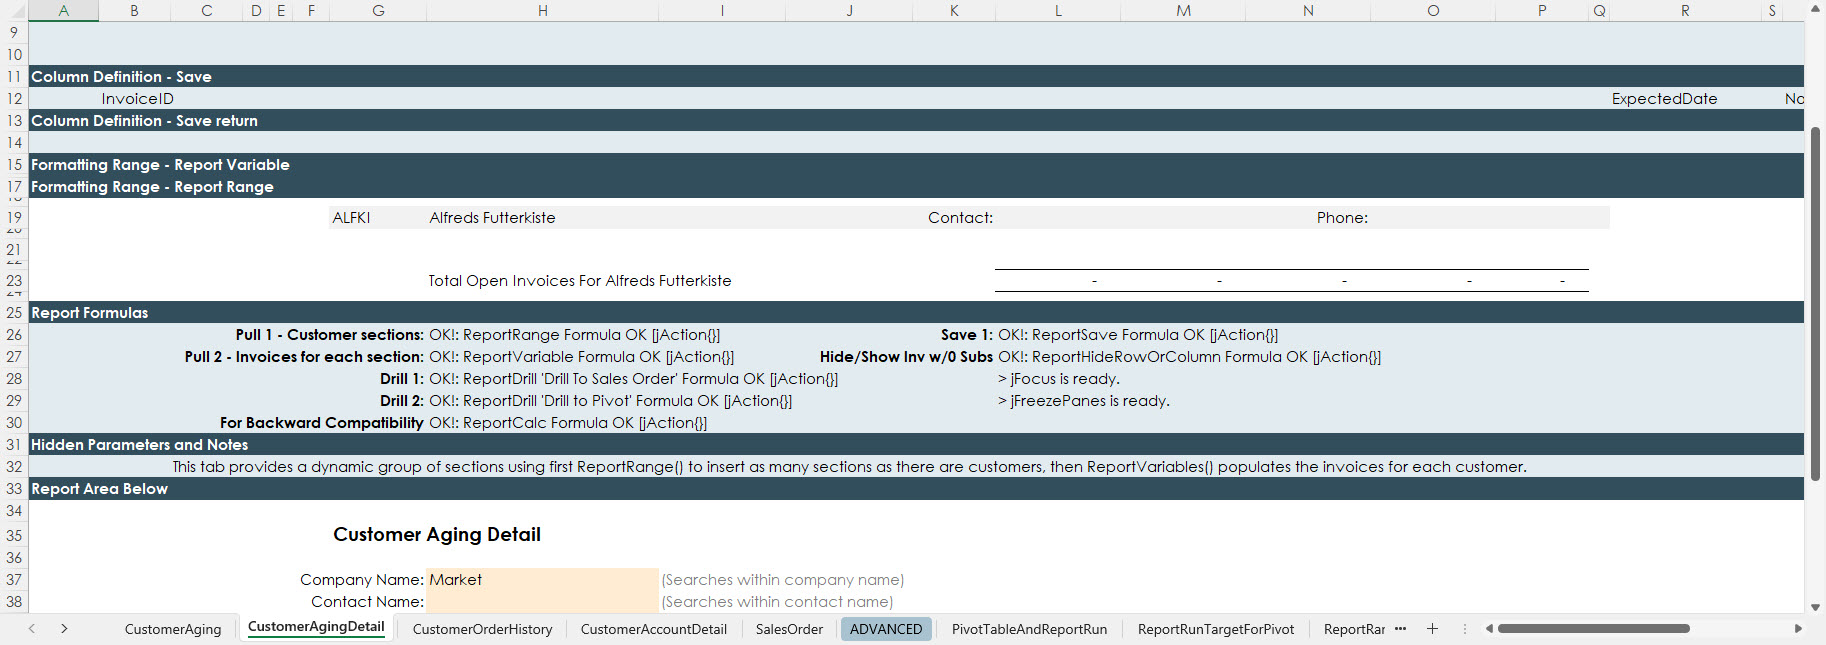 A B C D E F G H I J K L M N O P Q R S
9
10
11 Column Definition - Save
12 InvoiceID ExpectedDate No
13 Column Definition - Save return
14
15 Formatting Range - Report Variable
17 Formatting Range - Report Range
19 ALFKI Alfreds Futterkiste Contact: Phone:
21
23 Total Open Invoices For Alfreds Futterkiste - - - - -
25 Report Formulas
26 Pull 1 - Customer sections: OK!: ReportRange Formula OK [jAction{}] Save 1: OK!: ReportSave Formula OK [jAction{}]
27 Pull 2 - Invoices for each section: OK!: ReportVariable Formula OK [jAction{}] Hide/Show Inv w/0 Subs OK!: ReportHideRowOrColumn Formula OK [jAction{}]
28 Drill 1: OK!: ReportDrill 'Drill To Sales Order' Formula OK [jAction{}] > jFocus is ready.
29 Drill 2: OK!: ReportDrill 'Drill to Pivot' Formula OK [jAction{}] > jFreezePanes is ready.
30 For Backward Compatibility OK!: ReportCalc Formula OK [jAction{}]
31 Hidden Parameters and Notes
32 This tab provides a dynamic group of sections using first ReportRange() to insert as many sections as there are customers, then ReportVariables() populates the invoices for each customer.
33 Report Area Below
34
35 Customer Aging Detail
36
37 Company Name: Market (Searches within company name)
38 Contact Name: (Searches within contact name)
CustomerAging CustomerAgingDetail CustomerOrderHistory CustomerAccountDetail SalesOrder ADVANCED PivotTableAndReportRun ReportRunTargetForPivot ReportRar ··· +